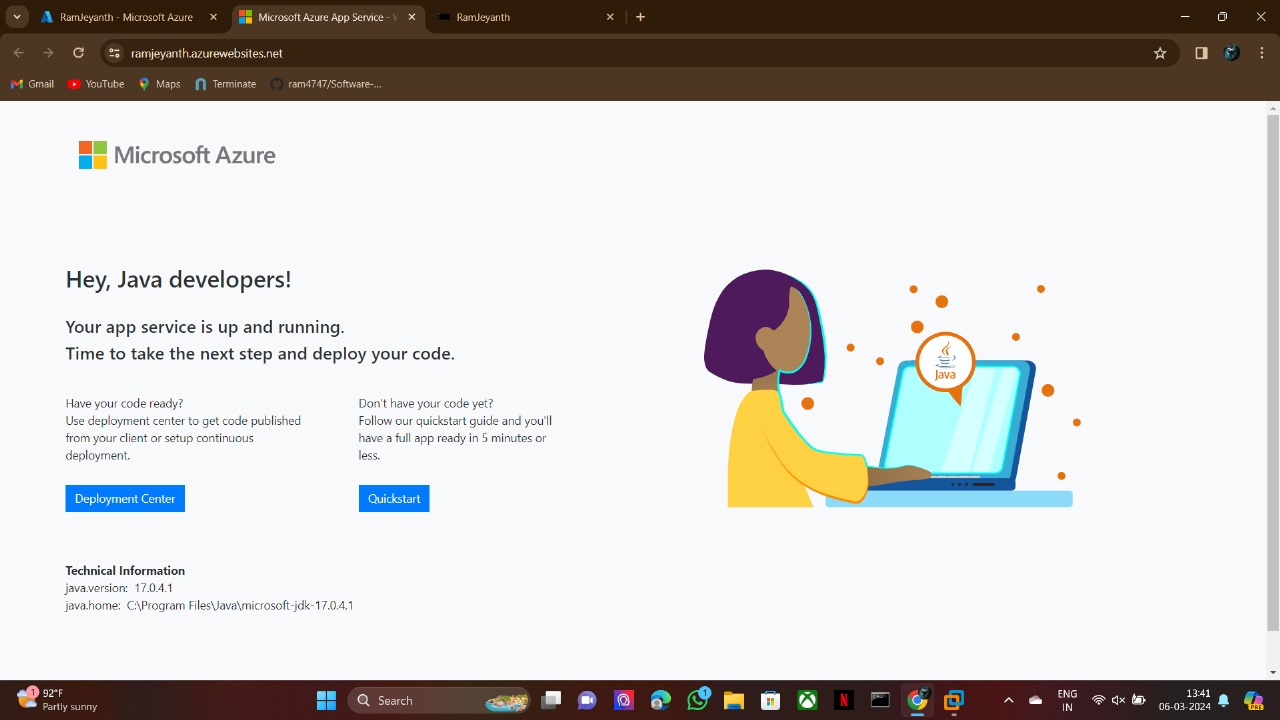 RamJeyanth - Microsoft Azure
Microsoft Azure App Service - W
RamJeyanth
ramjeyanth.azurewebsites.net
Gmail
YouTube
Maps
Terminate
ram4747/Software-...
Microsoft Azure
Hey, Java developers!
Your app service is up and running.
Time to take the next step and deploy your code.
Have your code ready?
Use deployment center to get code published
from your client or setup continuous
deployment.
Don't have your code yet?
Follow our quickstart guide and you'll
have a full app ready in 5 minutes or
less.
Deployment Center
Quickstart
Java
Technical Information
java.version: 17.0.4.1
java.home: C:\Program Files\Java\microsoft-jdk-17.0.4.1
1
92°F
Partly sunny
Search
1
ENG
IN
13:41
06-03-2024
PRE